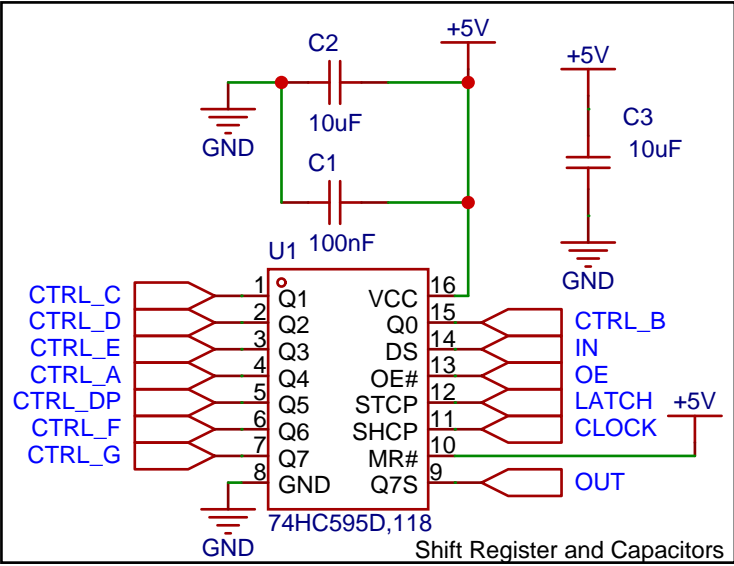 C2
+5V
+5V
10uF
GND
C3
10uF
C1
100nF
GND
U1
CTRL_C 1 Q1 VCC 16
CTRL_D 2 Q2 Q0 15 CTRL_B
CTRL_E 3 Q3 DS 14 IN
CTRL_A 4 Q4 OE# 13 OE
CTRL_DP 5 Q5 STCP 12 LATCH +5V
CTRL_F 6 Q6 SHCP 11 CLOCK
CTRL_G 7 Q7 MR# 10
8 GND Q7S 9 OUT
GND
74HC595D,118
Shift Register and Capacitors